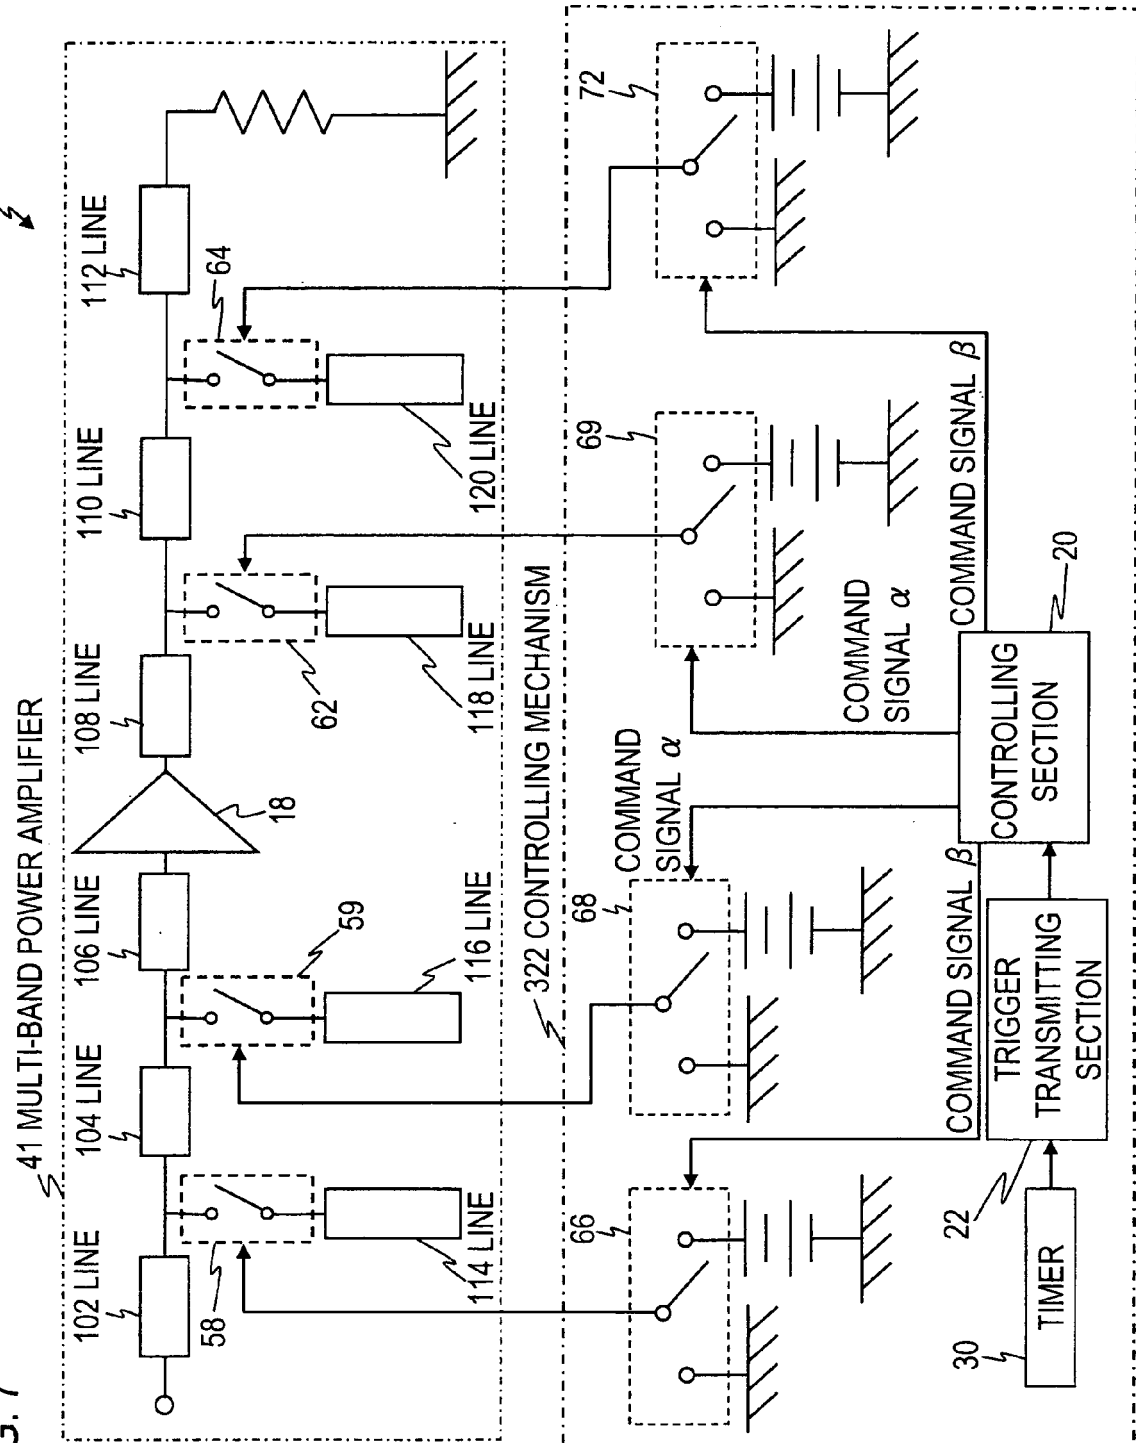 41 MULTI-BAND POWER AMPLIFIER
102 LINE
104 LINE
106 LINE
108 LINE
110 LINE
112 LINE
18
58
59
62
64
114 LINE
116 LINE
118 LINE
120 LINE
322 CONTROLLING MECHANISM
66
68
69
72
COMMAND
SIGNAL α
COMMAND
SIGNAL α
COMMAND SIGNAL β
COMMAND SIGNAL β
30
TIMER
22
TRIGGER
TRANSMITTING
SECTION
CONTROLLING
SECTION
20